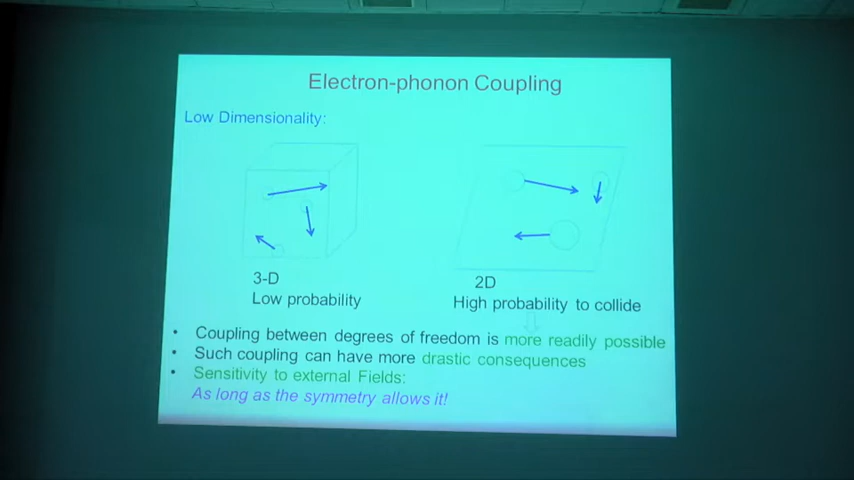 Electron-phonon Coupling
Low Dimensionality:
3-D
Low probability
2D
High probability to collide
• Coupling between degrees of freedom is more readily possible
• Such coupling can have more drastic consequences
• Sensitivity to external Fields:
As long as the symmetry allows it!